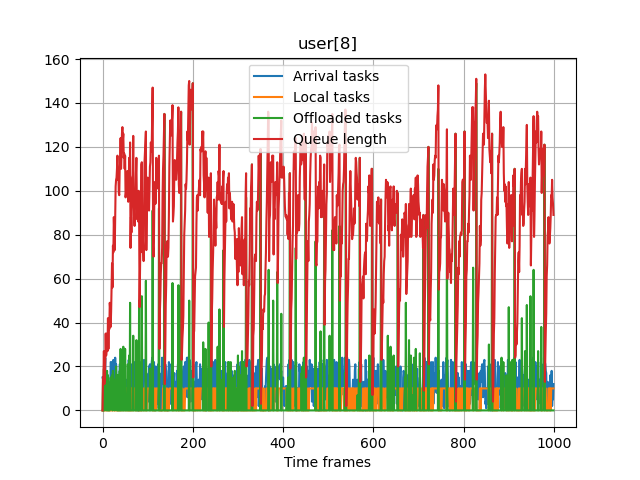 user[8]
160
140
120
100
80
60
40
20
0
Arrival tasks
Local tasks
Offloaded tasks
Queue length
0 200 400 600 800 1000
Time frames